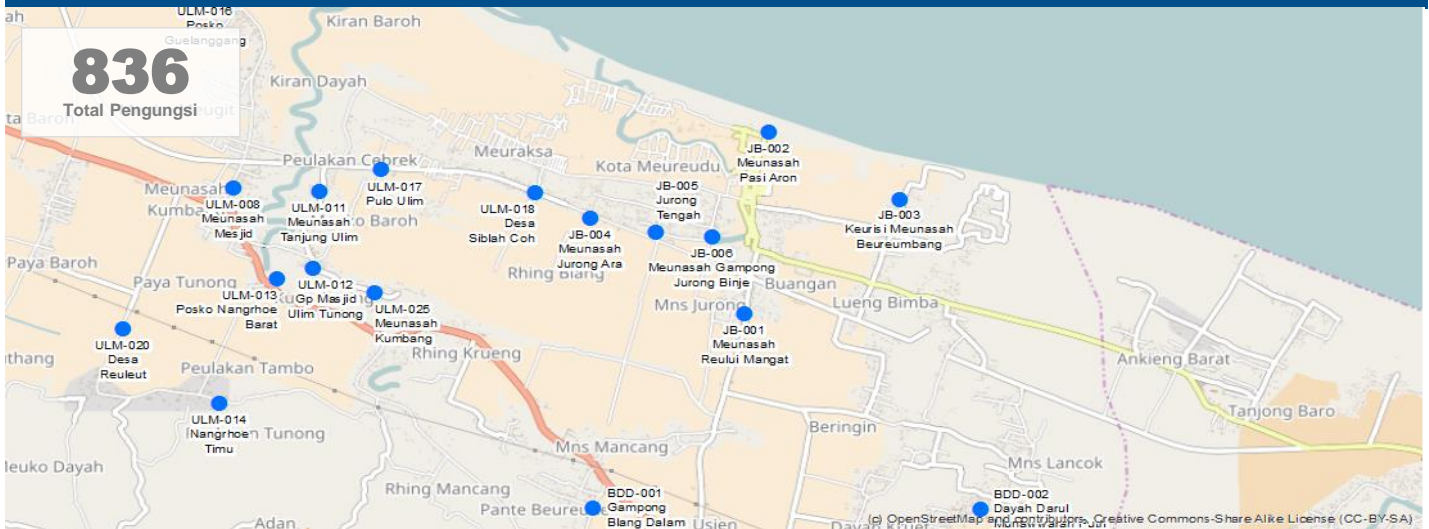 ULM-016
Posko
Guelanggang
Kiran Baroh
836
Total Pengungsi
Kiran Dayah
Peulakan Cebrek
Meuraksa
Kota Meureudu
JB-002
Meunasah
Pasi Aron
ULM-017
Pulo Ulim
JB-005
Jurong
Tengah
Meunasah
ULM-008
Meunasah
Mesjid
ULM-011
Meunasah
Tanjung Ulim
ULM-018
Desa
Siblah Coh
JB-004
Meunasah
Jurong Ara
JB-003
Keurisi Meunasah
Beureumbang
JB-006
Meunasah Gampong
Jurong Binje
Paya Baroh
Paya Tunong
Rhing Blang
Buangan
ULM-013
Posko Nangrhoe
Barat
ULM-012
Gp Masjid
Ulim Tunong
ULM-025
Meunasah
Kumbang
Mns Jurong
Lueng Bimba
JB-001
Meunasah
Reului Mangat
ULM-020
Desa
Reuleut
Rhing Krueng
Peulakan Tambo
Ankieng Barat
Tanjong Baro
ULM-014
Nangrhoe
Timu
Tunong
Beringin
Mns Mancang
Mns Lancok
Rhing Mancang
BDD-001
Gampong
Blang Dalam
BDD-002
Dayah Darul
Adan
Usien
(c) OpenStreetMap and contributors, Creative Commons-Share Alike License (CC-BY-SA)